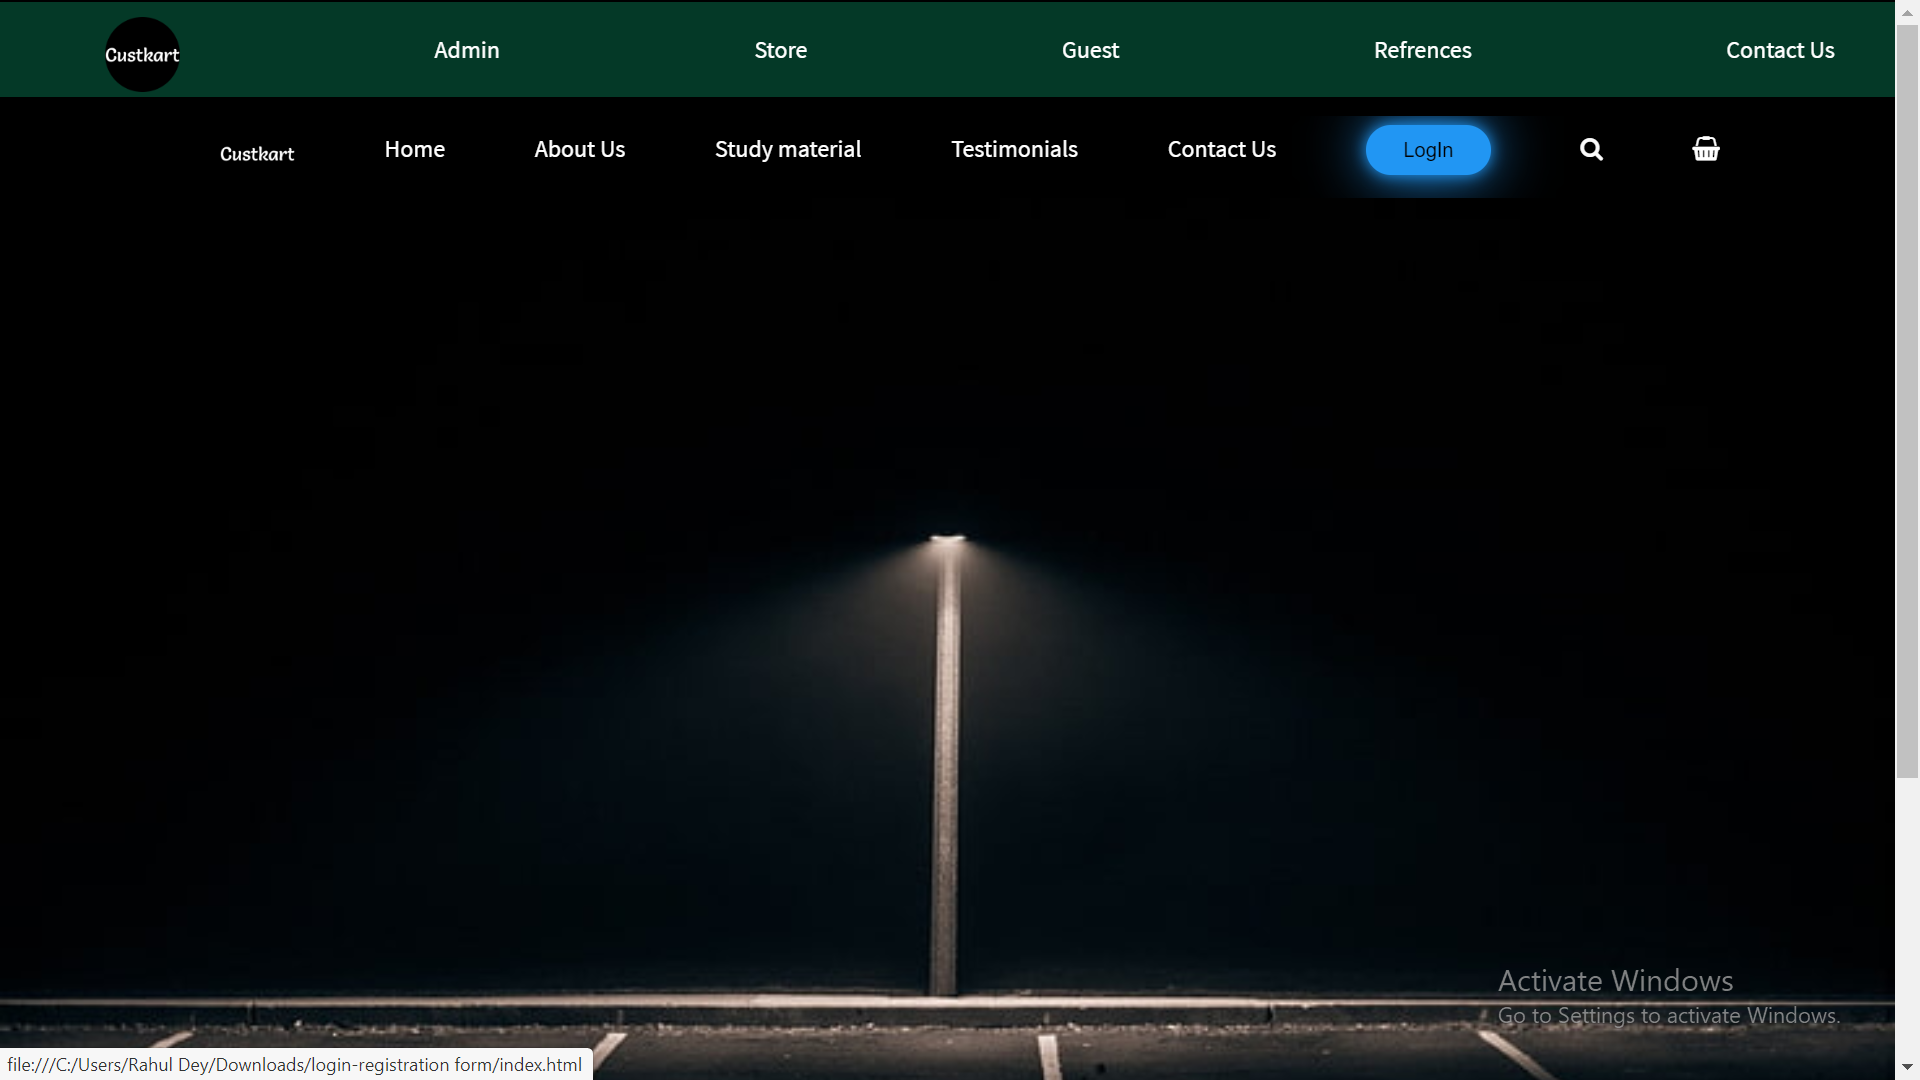 Custkart Admin Store Guest Refrences Contact Us
Custkart Home About Us Study material Testimonials Contact Us LogIn
Activate Windows
Go to Settings to activate Windows.
file:///C:/Users/Rahul Dey/Downloads/login-registration form/index.html